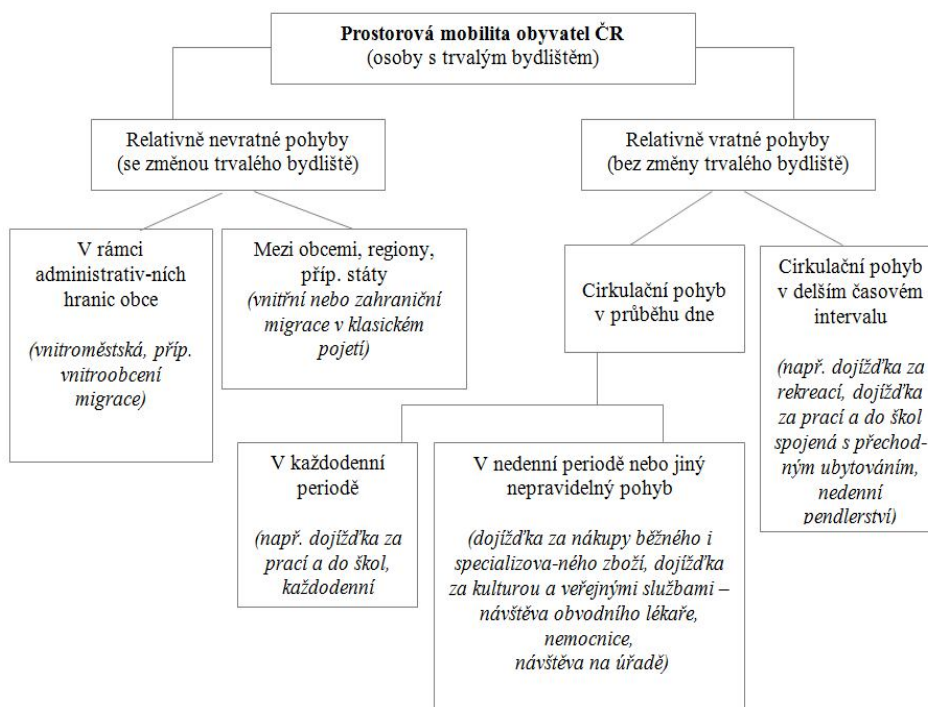 Prostorová mobilita obyvatel ČR
(osoby s trvalým bydlištěm)
Relativně nevratné pohyby
(se změnou trvalého bydliště)
Relativně vratné pohyby
(bez změny trvalého bydliště)
V rámci
administrativ-ních
hranic obce
(vnitroměstská, příp.
vnitroobcení
migrace)
Mezi obcemi, regiony,
příp. státy
(vnitřní nebo zahraniční
migrace v klasickém
pojetí)
Cirkulační pohyb
v průběhu dne
Cirkulační pohyb
v delším časovém
intervalu
(např. dojížďka za
rekreací, dojížďka
za prací a do škol
spojená s přechod-
ným ubytováním,
nedenní
pendlerství)
V každodenní
periodě
(např. dojížďka za
prací a do škol,
každodenní
V nedenní periodě nebo jiný
nepravidelný pohyb
(dojížďka za nákupy běžného i
specializova-ného zboží, dojížďka
za kulturou a veřejnými službami –
návštěva obvodního lékaře,
nemocnice,
návštěva na úřadě)